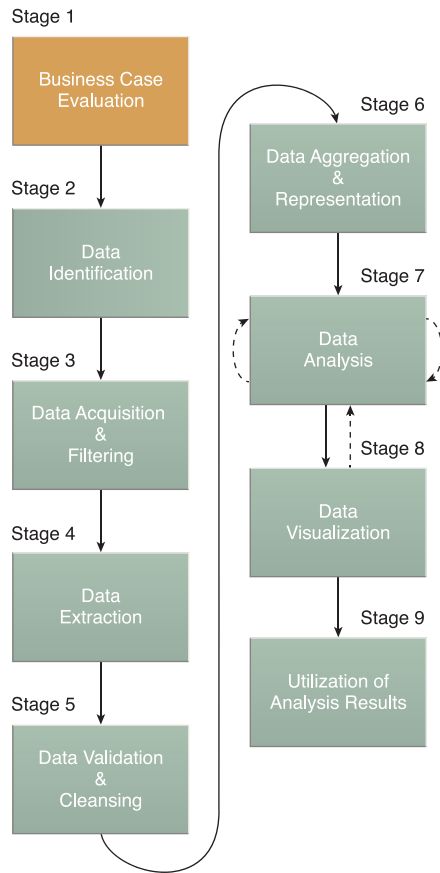 Stage 1
Business Case
Evaluation
Stage 2
Data
Identification
Stage 3
Data Acquisition
&
Filtering
Stage 4
Data
Extraction
Stage 5
Data Validation
&
Cleansing
Stage 6
Data Aggregation
&
Representation
Stage 7
Data
Analysis
Stage 8
Data
Visualization
Stage 9
Utilization of
Analysis Results